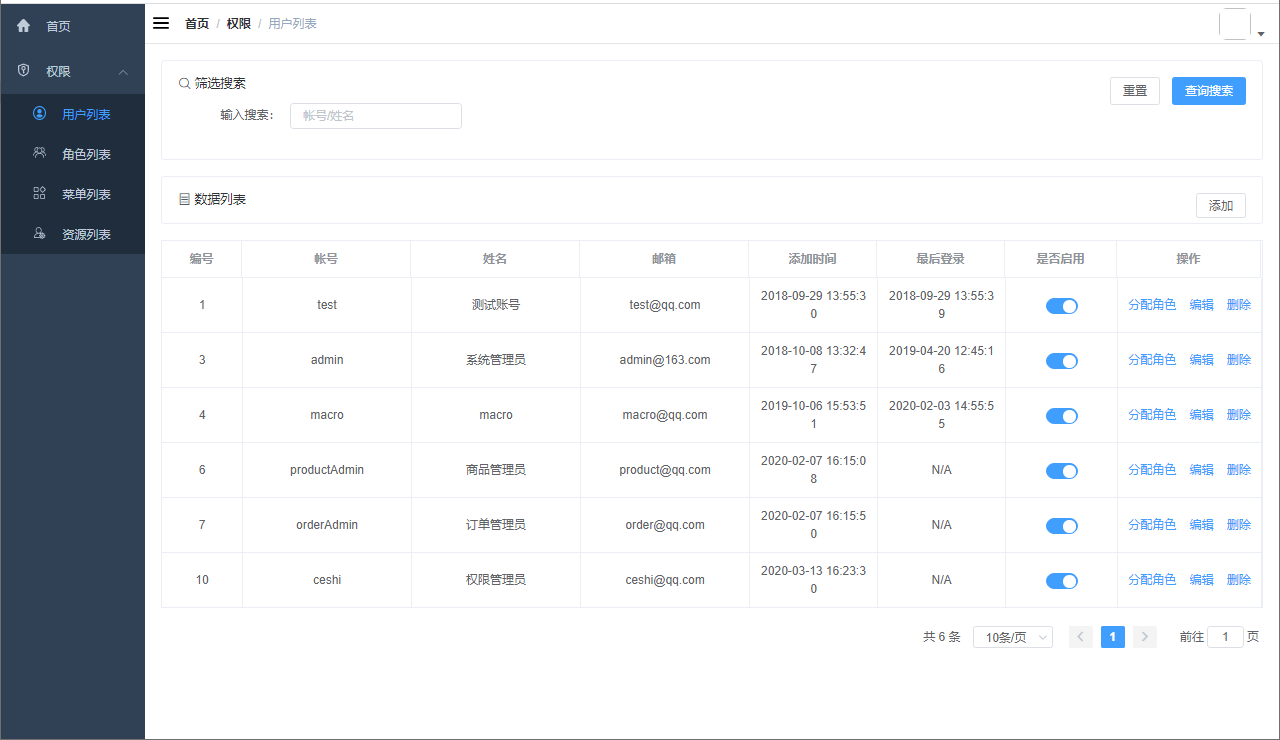 首页
权限
用户列表
角色列表
菜单列表
资源列表
首页 / 权限 / 用户列表
筛选搜索
重置 查询搜索
输入搜索： 帐号/姓名
数据列表
添加
编号 帐号 姓名 邮箱 添加时间 最后登录 是否启用 操作
1 test 测试账号 test@qq.com 2018-09-29 13:55:30 2018-09-29 13:55:39 分配角色 编辑 删除
3 admin 系统管理员 admin@163.com 2018-10-08 13:32:47 2019-04-20 12:45:16 分配角色 编辑 删除
4 macro macro macro@qq.com 2019-10-06 15:53:51 2020-02-03 14:55:55 分配角色 编辑 删除
6 productAdmin 商品管理员 product@qq.com 2020-02-07 16:15:08 N/A 分配角色 编辑 删除
7 orderAdmin 订单管理员 order@qq.com 2020-02-07 16:15:50 N/A 分配角色 编辑 删除
10 ceshi 权限管理员 ceshi@qq.com 2020-03-13 16:23:30 N/A 分配角色 编辑 删除
共 6 条 10条/页 1 前往 1 页